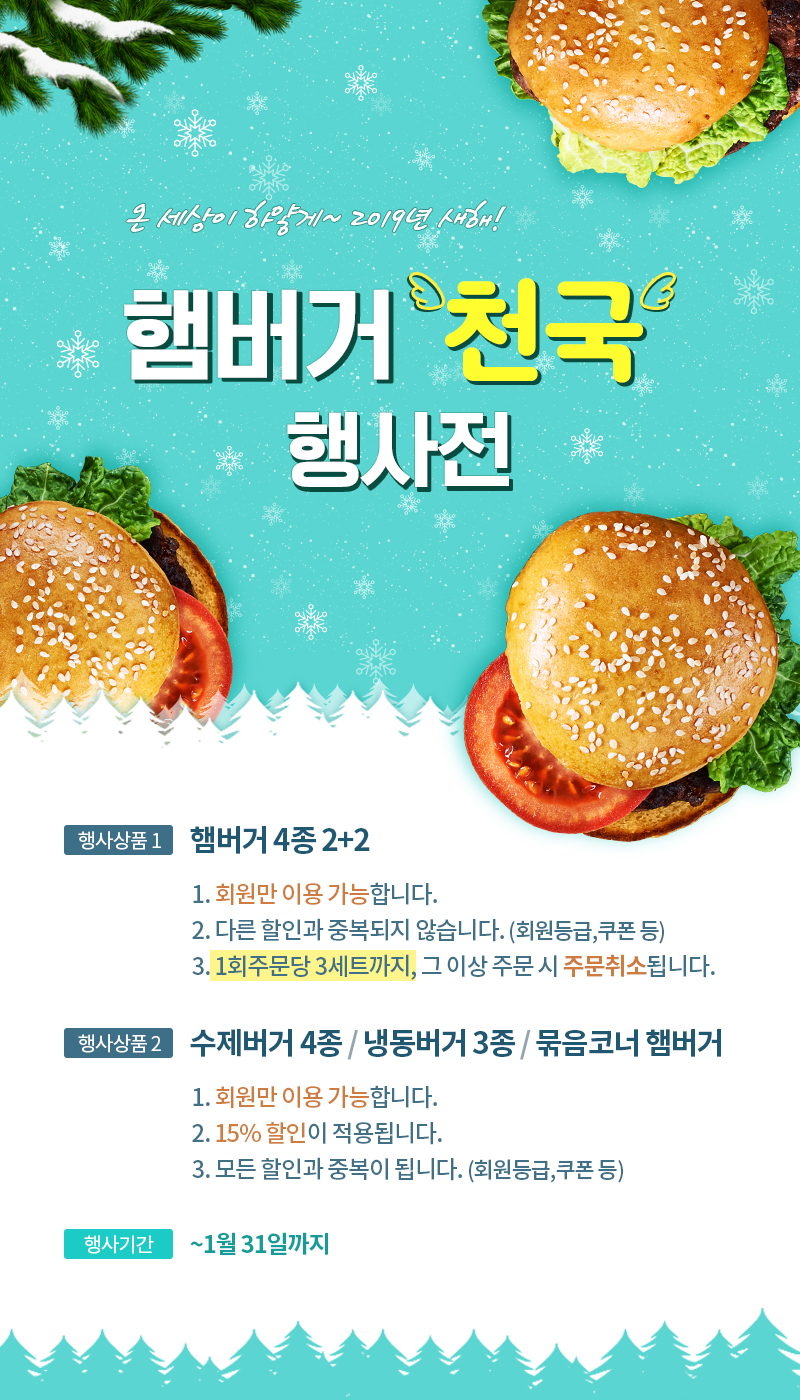 온 세상이 하얗게~ 2019년 새해!
햄버거 천국
행사전
행사상품 1 햄버거 4종 2+2
1. 회원만 이용 가능합니다.
2. 다른 할인과 중복되지 않습니다. (회원등급,쿠폰 등)
3. 1회주문당 3세트까지, 그 이상 주문 시 주문취소됩니다.
행사상품 2 수제버거 4종 / 냉동버거 3종 / 묶음코너 햄버거
1. 회원만 이용 가능합니다.
2. 15% 할인이 적용됩니다.
3. 모든 할인과 중복이 됩니다. (회원등급,쿠폰 등)
행사기간 ~1월 31일까지